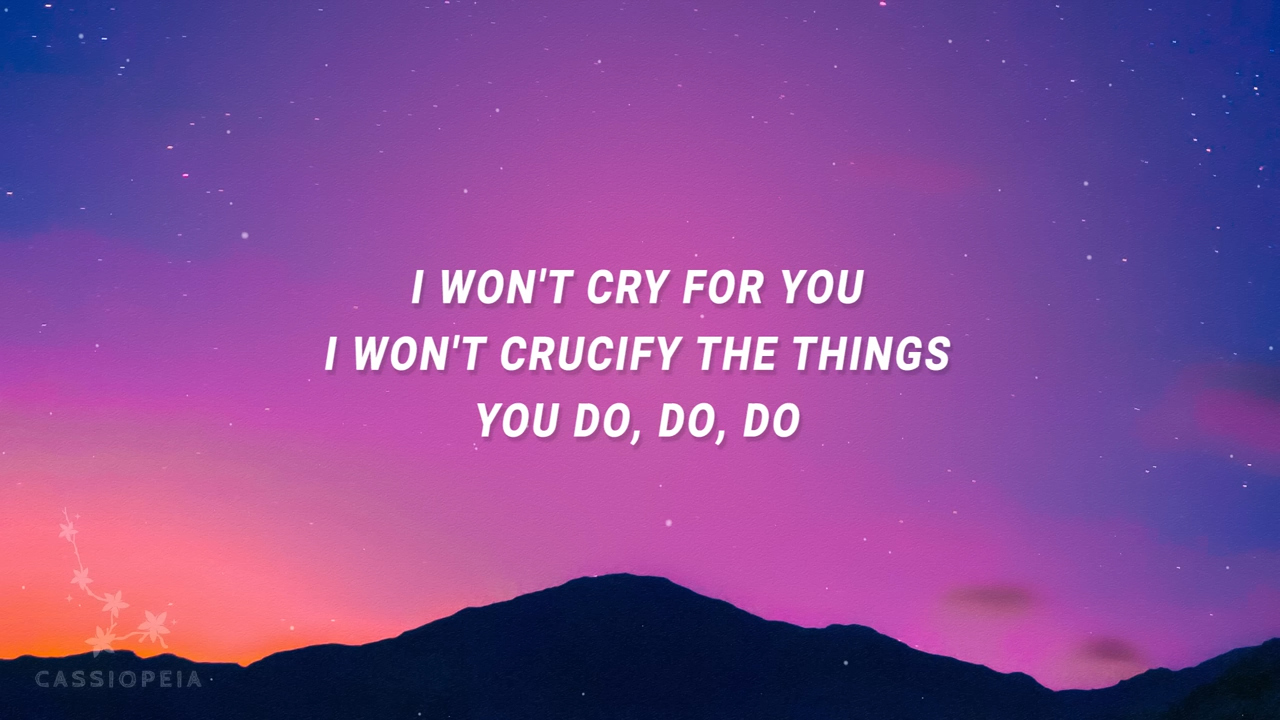 I WON'T CRY FOR YOU
I WON'T CRUCIFY THE THINGS
YOU DO, DO, DO
CASSIOPEIA